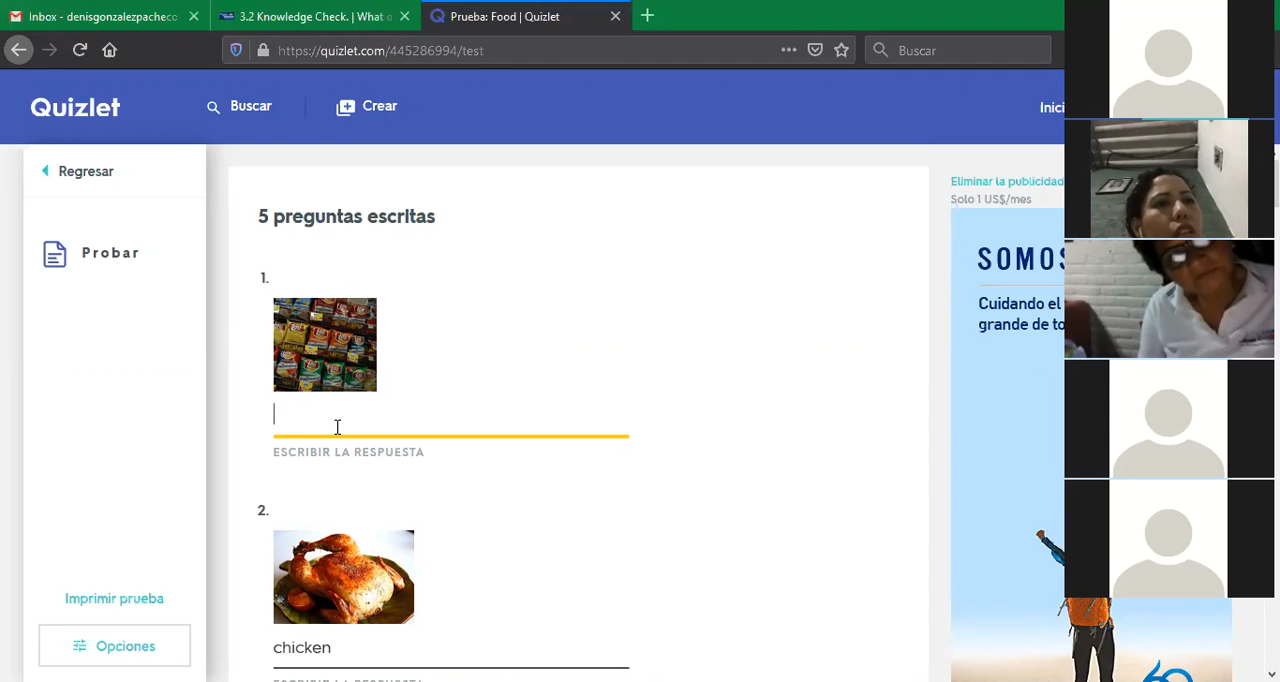 Inbox - denisgonzalezpachecc
3.2 Knowledge Check. | What o
Prueba: Food | Quizlet
https://quizlet.com/445286994/test
Buscar
Quizlet
Buscar
Crear
Inici
Regresar
Probar
Imprimir prueba
Opciones
5 preguntas escritas
1.
ESCRIBIR LA RESPUESTA
2.
chicken
Eliminar la publicidad
Solo 1 US$/mes
SOMOS
Cuidando el
grande de to